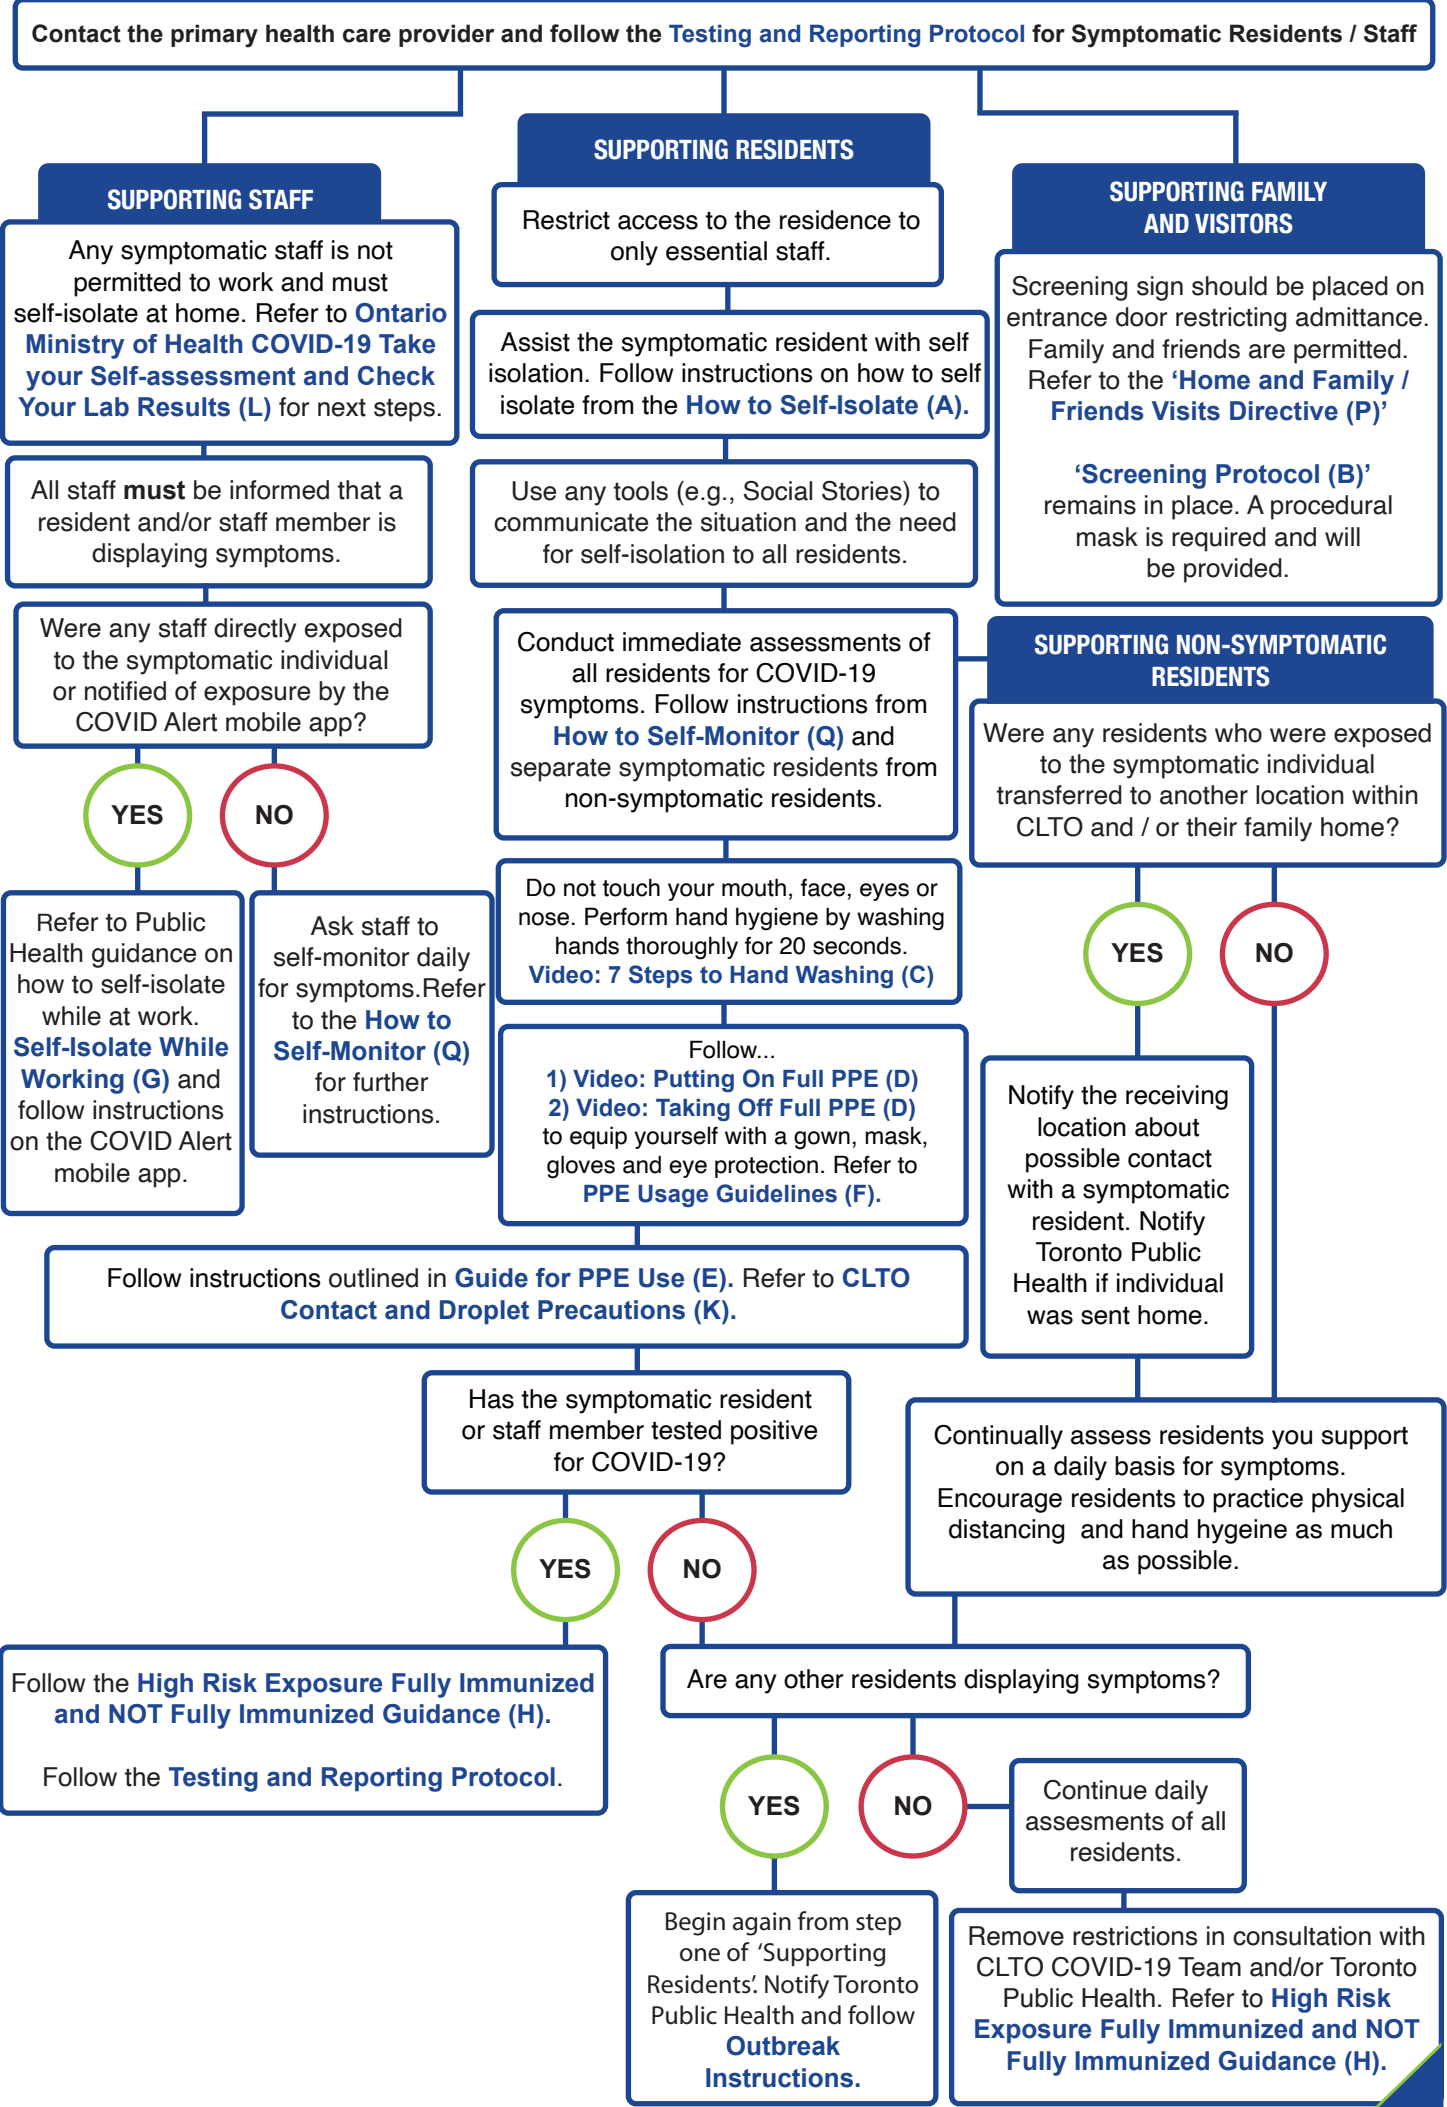 Contact the primary health care provider and follow the Testing and Reporting Protocol for Symptomatic Residents / Staff
SUPPORTING STAFF
Any symptomatic staff is not
permitted to work and must
self-isolate at home. Refer to Ontario
Ministry of Health COVID-19 Take
your Self-assessment and Check
Your Lab Results (L) for next steps.
All staff must be informed that a
resident and/or staff member is
displaying symptoms.
Were any staff directly exposed
to the symptomatic individual
or notified of exposure by the
COVID Alert mobile app?
YES
NO
Refer to Public
Health guidance on
how to self-isolate
while at work.
Self-Isolate While
Working (G) and
follow instructions
on the COVID Alert
mobile app.
Ask staff to
self-monitor daily
for symptoms.Refer
to the How to
Self-Monitor (Q)
for further
instructions.
SUPPORTING RESIDENTS
Restrict access to the residence to
only essential staff.
Assist the symptomatic resident with self
isolation. Follow instructions on how to self
isolate from the How to Self-Isolate (A).
Use any tools (e.g., Social Stories) to
communicate the situation and the need
for self-isolation to all residents.
Conduct immediate assessments of
all residents for COVID-19
symptoms. Follow instructions from
How to Self-Monitor (Q) and
separate symptomatic residents from
non-symptomatic residents.
Do not touch your mouth, face, eyes or
nose. Perform hand hygiene by washing
hands thoroughly for 20 seconds.
Video: 7 Steps to Hand Washing (C)
Follow...
1) Video: Putting On Full PPE (D)
2) Video: Taking Off Full PPE (D)
to equip yourself with a gown, mask,
gloves and eye protection. Refer to
PPE Usage Guidelines (F).
Follow instructions outlined in Guide for PPE Use (E). Refer to CLTO
Contact and Droplet Precautions (K).
Has the symptomatic resident
or staff member tested positive
for COVID-19?
YES
NO
Follow the High Risk Exposure Fully Immunized
and NOT Fully Immunized Guidance (H).
Follow the Testing and Reporting Protocol.
SUPPORTING FAMILY
AND VISITORS
Screening sign should be placed on
entrance door restricting admittance.
Family and friends are permitted.
Refer to the ‘Home and Family /
Friends Visits Directive (P)’
‘Screening Protocol (B)’
remains in place. A procedural
mask is required and will
be provided.
SUPPORTING NON-SYMPTOMATIC
RESIDENTS
Were any residents who were exposed
to the symptomatic individual
transferred to another location within
CLTO and / or their family home?
YES
NO
Notify the receiving
location about
possible contact
with a symptomatic
resident. Notify
Toronto Public
Health if individual
was sent home.
Continually assess residents you support
on a daily basis for symptoms.
Encourage residents to practice physical
distancing and hand hygeine as much
as possible.
Are any other residents displaying symptoms?
YES
NO
Continue daily
assesments of all
residents.
Begin again from step
one of ‘Supporting
Residents’. Notify Toronto
Public Health and follow
Outbreak
Instructions.
Remove restrictions in consultation with
CLTO COVID-19 Team and/or Toronto
Public Health. Refer to High Risk
Exposure Fully Immunized and NOT
Fully Immunized Guidance (H).